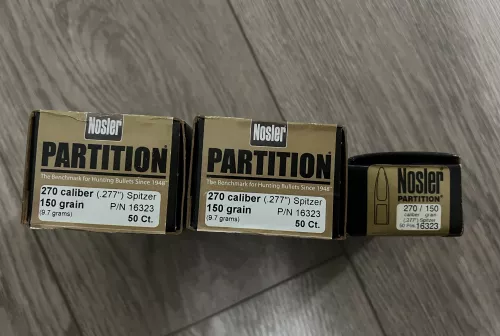 Nosler
PARTITION®
The Benchmark for Hunting Bullets Since 1948
270 caliber (.277") Spitzer
150 grain P/N 16323
(9.7 grams) 50 Ct.
Nosler
PARTITION®
The Benchmark for Hunting Bullets Since 1948
270 caliber (.277") Spitzer
150 grain P/N 16323
(9.7 grams) 50 Ct.
Nosler
PARTITION®
270 / 150
caliber grain
16323